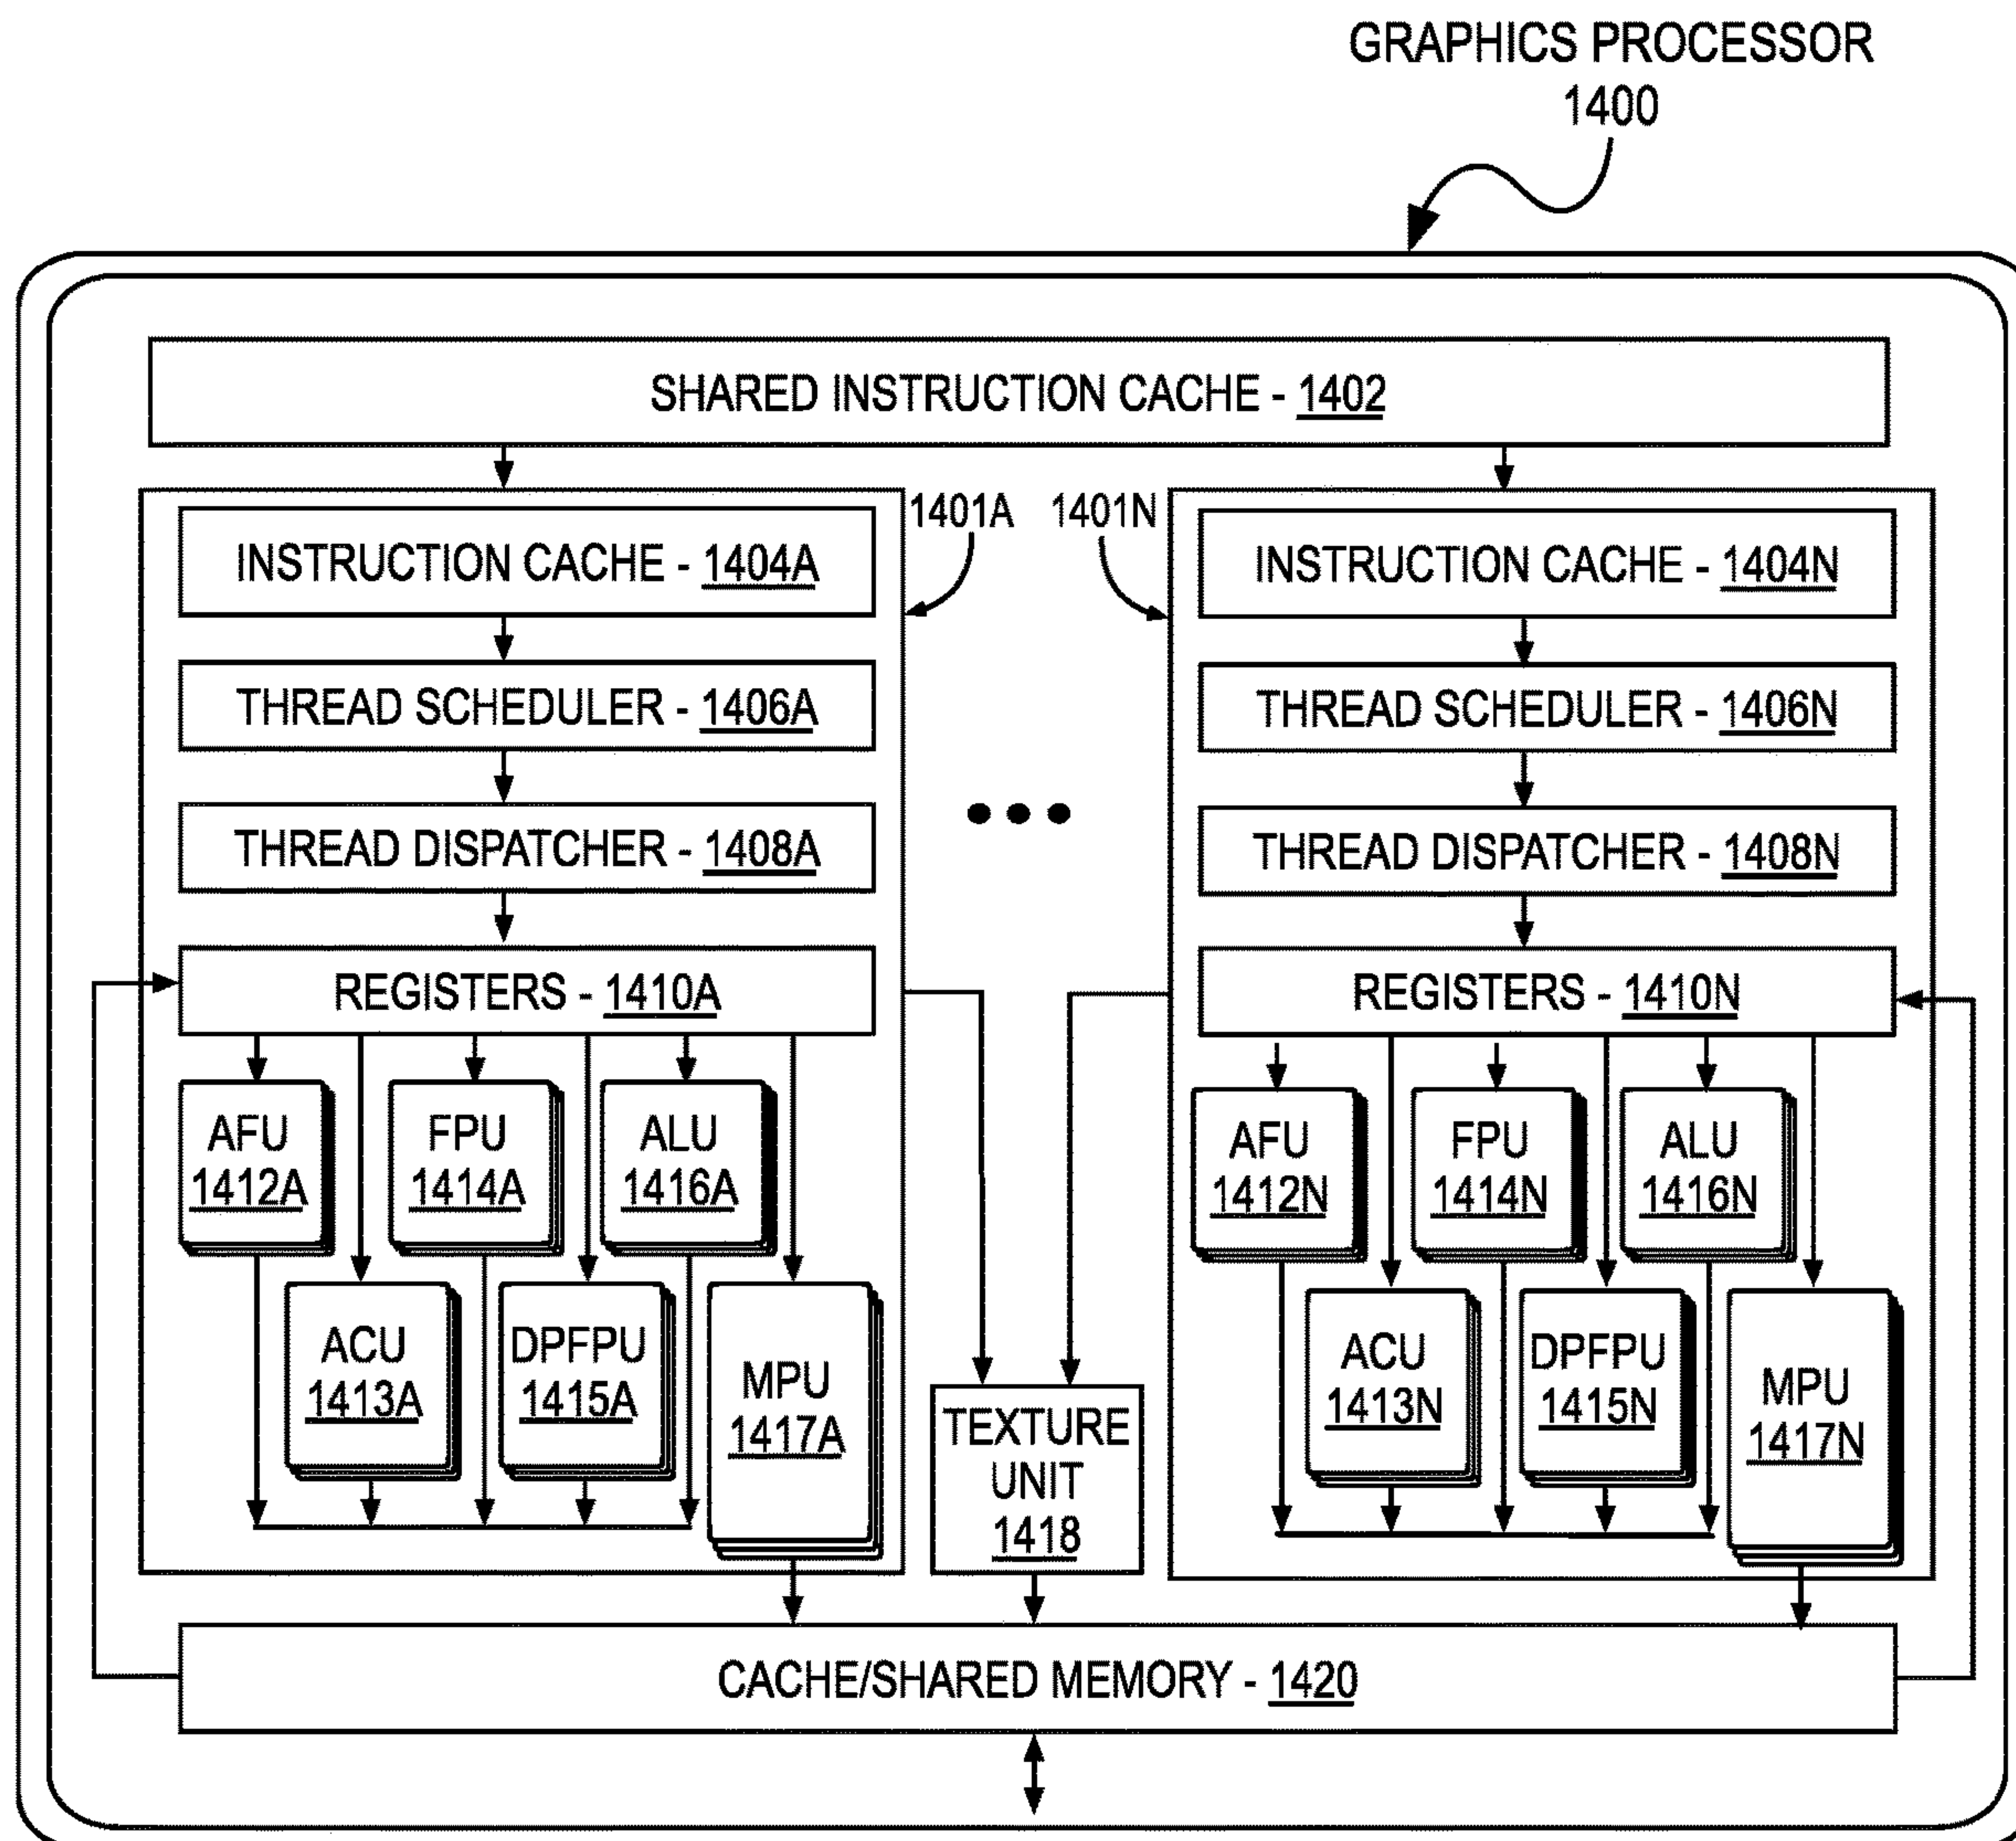 GRAPHICS PROCESSOR
1400
SHARED INSTRUCTION CACHE - 1402
1401A
1401N
INSTRUCTION CACHE - 1404A
THREAD SCHEDULER - 1406A
THREAD DISPATCHER - 1408A
REGISTERS - 1410A
AFU
1412A
FPU
1414A
ALU
1416A
ACU
1413A
DPFPU
1415A
MPU
1417A
INSTRUCTION CACHE - 1404N
THREAD SCHEDULER - 1406N
THREAD DISPATCHER - 1408N
REGISTERS - 1410N
AFU
1412N
FPU
1414N
ALU
1416N
ACU
1413N
DPFPU
1415N
MPU
1417N
TEXTURE
UNIT
1418
CACHE/SHARED MEMORY - 1420